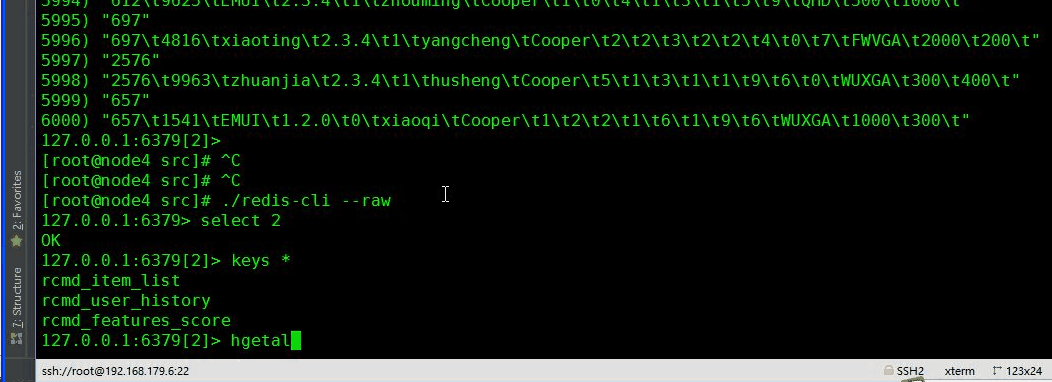 5994) "612\t9625\tEMUI\t2.3.4\t1\tzhouming\tCooper\t1\t0\t4\t1\t3\t1\t5\t9\tQHD\t500\t1000\t"
5995) "697"
5996) "697\t4816\txiaoting\t2.3.4\t1\tyangcheng\tCooper\t2\t2\t3\t2\t2\t4\t0\t7\tFWVGA\t2000\t200\t"
5997) "2576"
5998) "2576\t9963\tzhuanjia\t2.3.4\t1\thusheng\tCooper\t5\t1\t3\t1\t1\t9\t6\t0\tWUXGA\t300\t400\t"
5999) "657"
6000) "657\t1541\tEMUI\t1.2.0\t0\txiaoqi\tCooper\t1\t2\t2\t1\t6\t1\t9\t6\tWUXGA\t1000\t300\t"
127.0.0.1:6379[2]>
[root@node4 src]# ^C
[root@node4 src]# ^C
[root@node4 src]# ./redis-cli --raw
127.0.0.1:6379> select 2
OK
127.0.0.1:6379[2]> keys *
rcmd_item_list
rcmd_user_history
rcmd_features_score
127.0.0.1:6379[2]> hgetal
2: Favorites
7: Structure
ssh://root@192.168.179.6:22
SSH2
xterm
123x24